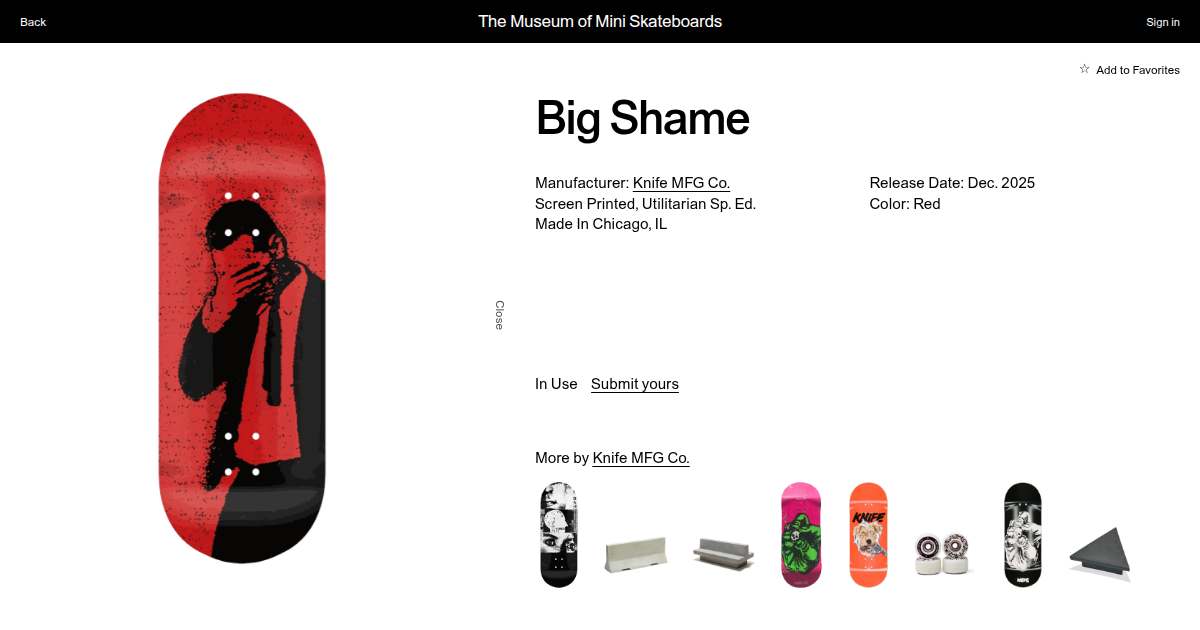 Back
The Museum of Mini Skateboards
Sign in
☆ Add to Favorites
Big Shame
Manufacturer: Knife MFG Co.
Screen Printed, Utilitarian Sp. Ed.
Made In Chicago, IL
Release Date: Dec. 2025
Color: Red
Close
In Use Submit yours
More by Knife MFG Co.
KNIFE